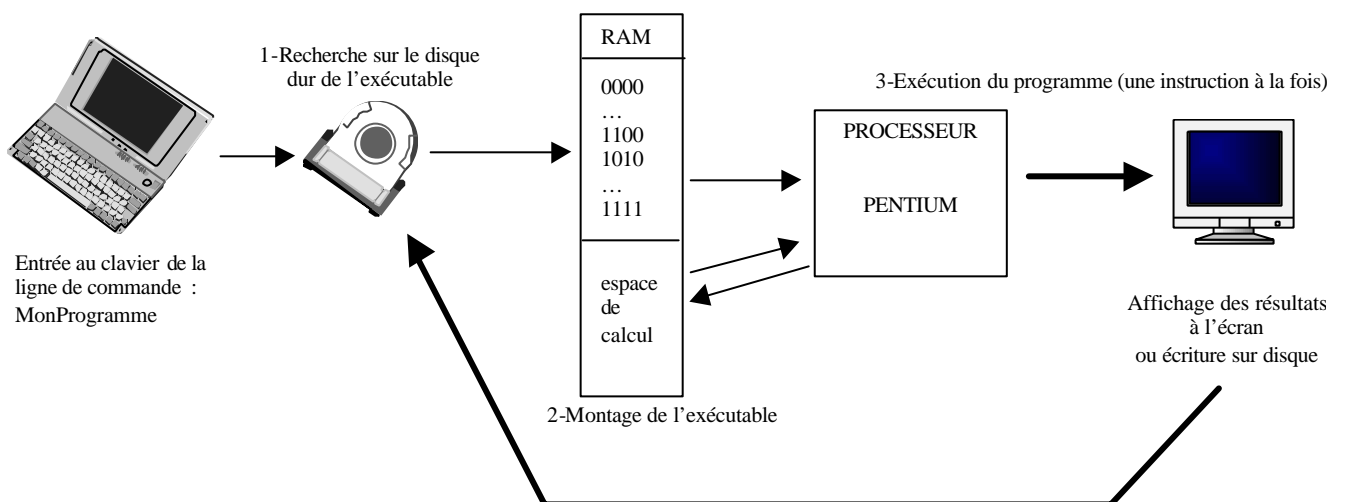 1-Recherche sur le disque
dur de l’exécutable
RAM
0000
…
1100
1010
…
1111
espace
de
calcul
2-Montage de l’exécutable
3-Exécution du programme (une instruction à la fois)
PROCESSEUR
PENTIUM
Entrée au clavier de la
ligne de commande :
MonProgramme
Affichage des résultats
à l’écran
ou écriture sur disque